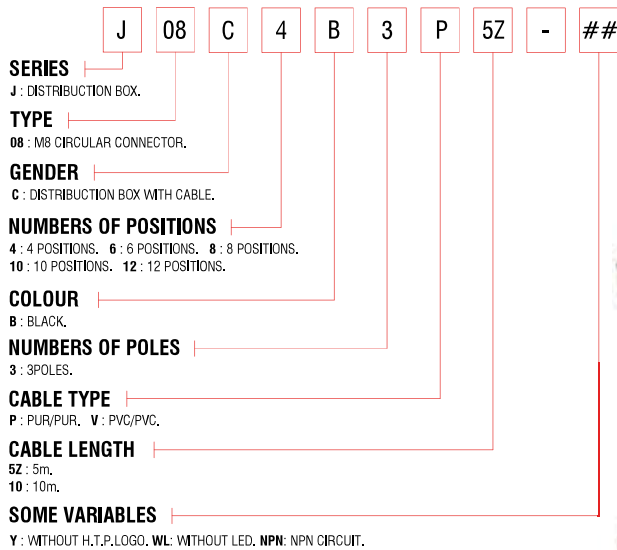 J 08 C 4 B 3 P 5Z - ##
SERIES
J : DISTRIBUCTION BOX.
TYPE
08 : M8 CIRCULAR CONNECTOR.
GENDER
C : DISTRIBUCTION BOX WITH CABLE.
NUMBERS OF POSITIONS
4 : 4 POSITIONS. 6 : 6 POSITIONS. 8 : 8 POSITIONS.
10 : 10 POSITIONS. 12 : 12 POSITIONS.
COLOUR
B : BLACK.
NUMBERS OF POLES
3 : 3POLES.
CABLE TYPE
P : PUR/PUR. V : PVC/PVC.
CABLE LENGTH
5Z : 5m.
10 : 10m.
SOME VARIABLES
Y : WITHOUT H.T.P.LOGO. WL: WITHOUT LED. NPN: NPN CIRCUIT.